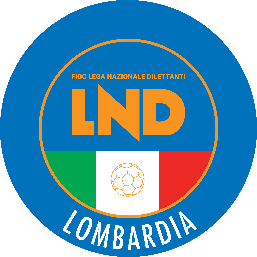 FIGC LEGA NAZIONALE DILETTANTI
LND
LOMBARDIA